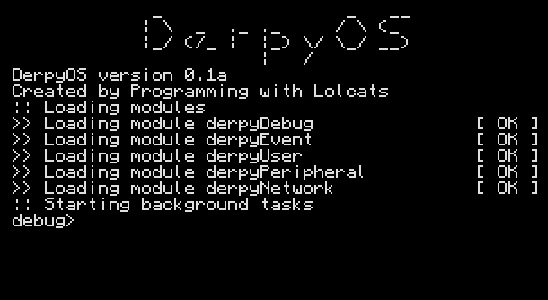 DerpyOS
DerpyOS version 0.1a
Created by Programming with Lolcats
:: Loading modules
>> Loading module derpyDebug [ OK ]
>> Loading module derpyEvent [ OK ]
>> Loading module derpyUser [ OK ]
>> Loading module derpyPeripheral [ OK ]
>> Loading module derpyNetwork [ OK ]
:: Starting background tasks
debug>